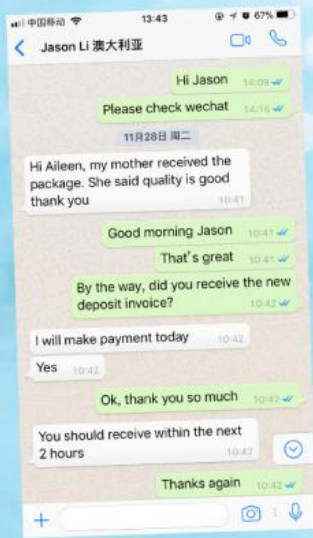 中国移动 13:43 67%
Jason Li 澳大利亚
Hi Jason 14:09
Please check wechat 14:16
11月28日 周二
Hi Aileen, my mother received the
package. She said quality is good
thank you 10:41
Good morning Jason 10:41
That's great 10:41
By the way, did you receive the new
deposit invoice? 10:42
I will make payment today 10:42
Yes 10:42
Ok, thank you so much 10:42
You should receive within the next
2 hours 10:42
Thanks again 10:42